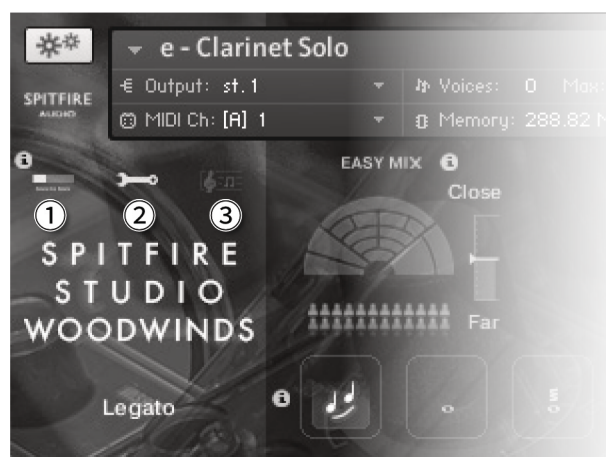 e - Clarinet Solo
SPITFIRE
AUDIO
Output: st. 1
Voices: 0 Max:
MIDI Ch: [A] 1
Memory: 288.82 M
EASY MIX
Close
1
2
3
SPITFIRE
STUDIO
WOODWINDS
Far
Legato